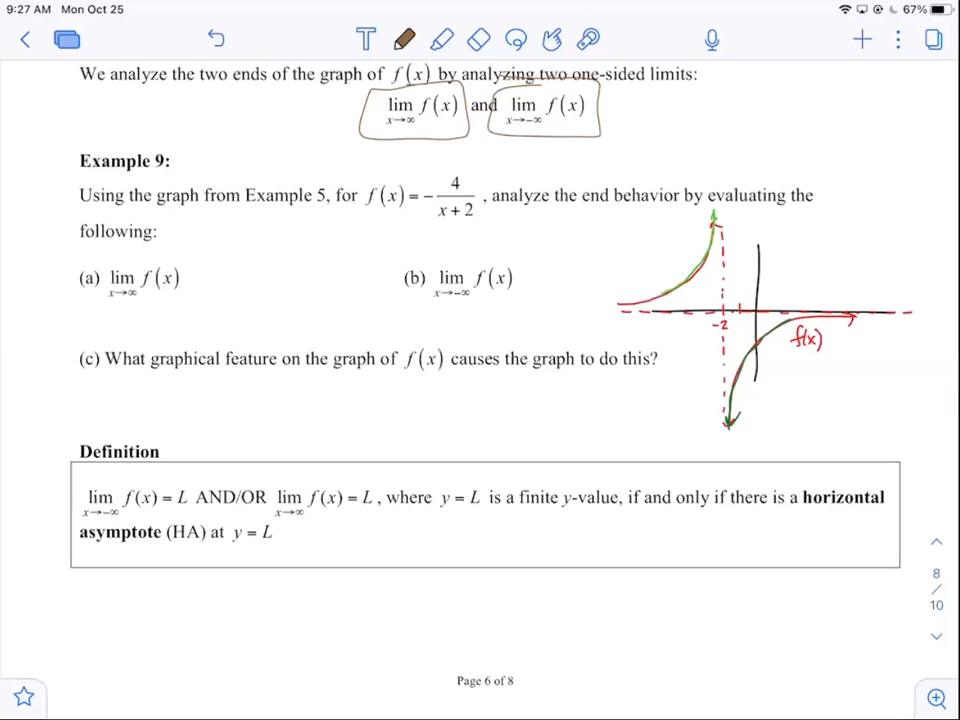 9:27 AM Mon Oct 25 67%
We analyze the two ends of the graph of f(x) by analyzing two one-sided limits:
lim x→∞ f(x) and lim x→-∞ f(x)
Example 9:
Using the graph from Example 5, for f(x) = - 4/(x + 2) , analyze the end behavior by evaluating the
following:
(a) lim x→∞ f(x) (b) lim x→-∞ f(x)
-2
f(x)
(c) What graphical feature on the graph of f(x) causes the graph to do this?
Definition
lim x→-∞ f(x) = L AND/OR lim x→∞ f(x) = L , where y = L is a finite y-value, if and only if there is a horizontal
asymptote (HA) at y = L
8
/
10
Page 6 of 8